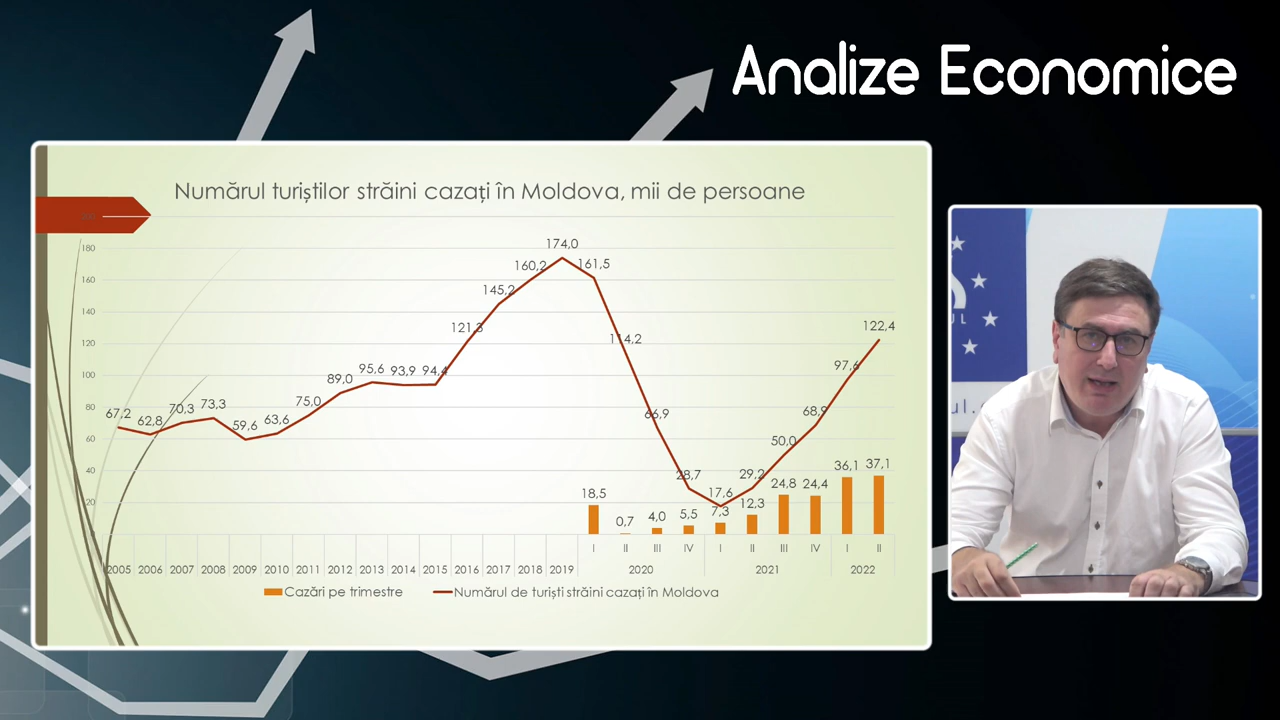 Analize Economice
Numărul turiștilor străini cazați în Moldova, mii de persoane
200
180
160
140
120
100
80
60
40
20
0
67,2 62,8 70,3 73,3 59,6 63,6 75,0 89,0 95,6 93,9 94,4 121,3 145,2 160,2 174,0 161,5 114,2 66,9 28,7 17,6 29,2 50,0 68,9 97,6 122,4
18,5 0,7 4,0 5,5 7,3 12,3 24,8 24,4 36,1 37,1
I II III IV I II III IV I II
2005 2006 2007 2008 2009 2010 2011 2012 2013 2014 2015 2016 2017 2018 2019 2020 2021 2022
Cazări pe trimestre Numărul de turiști străini cazați în Moldova